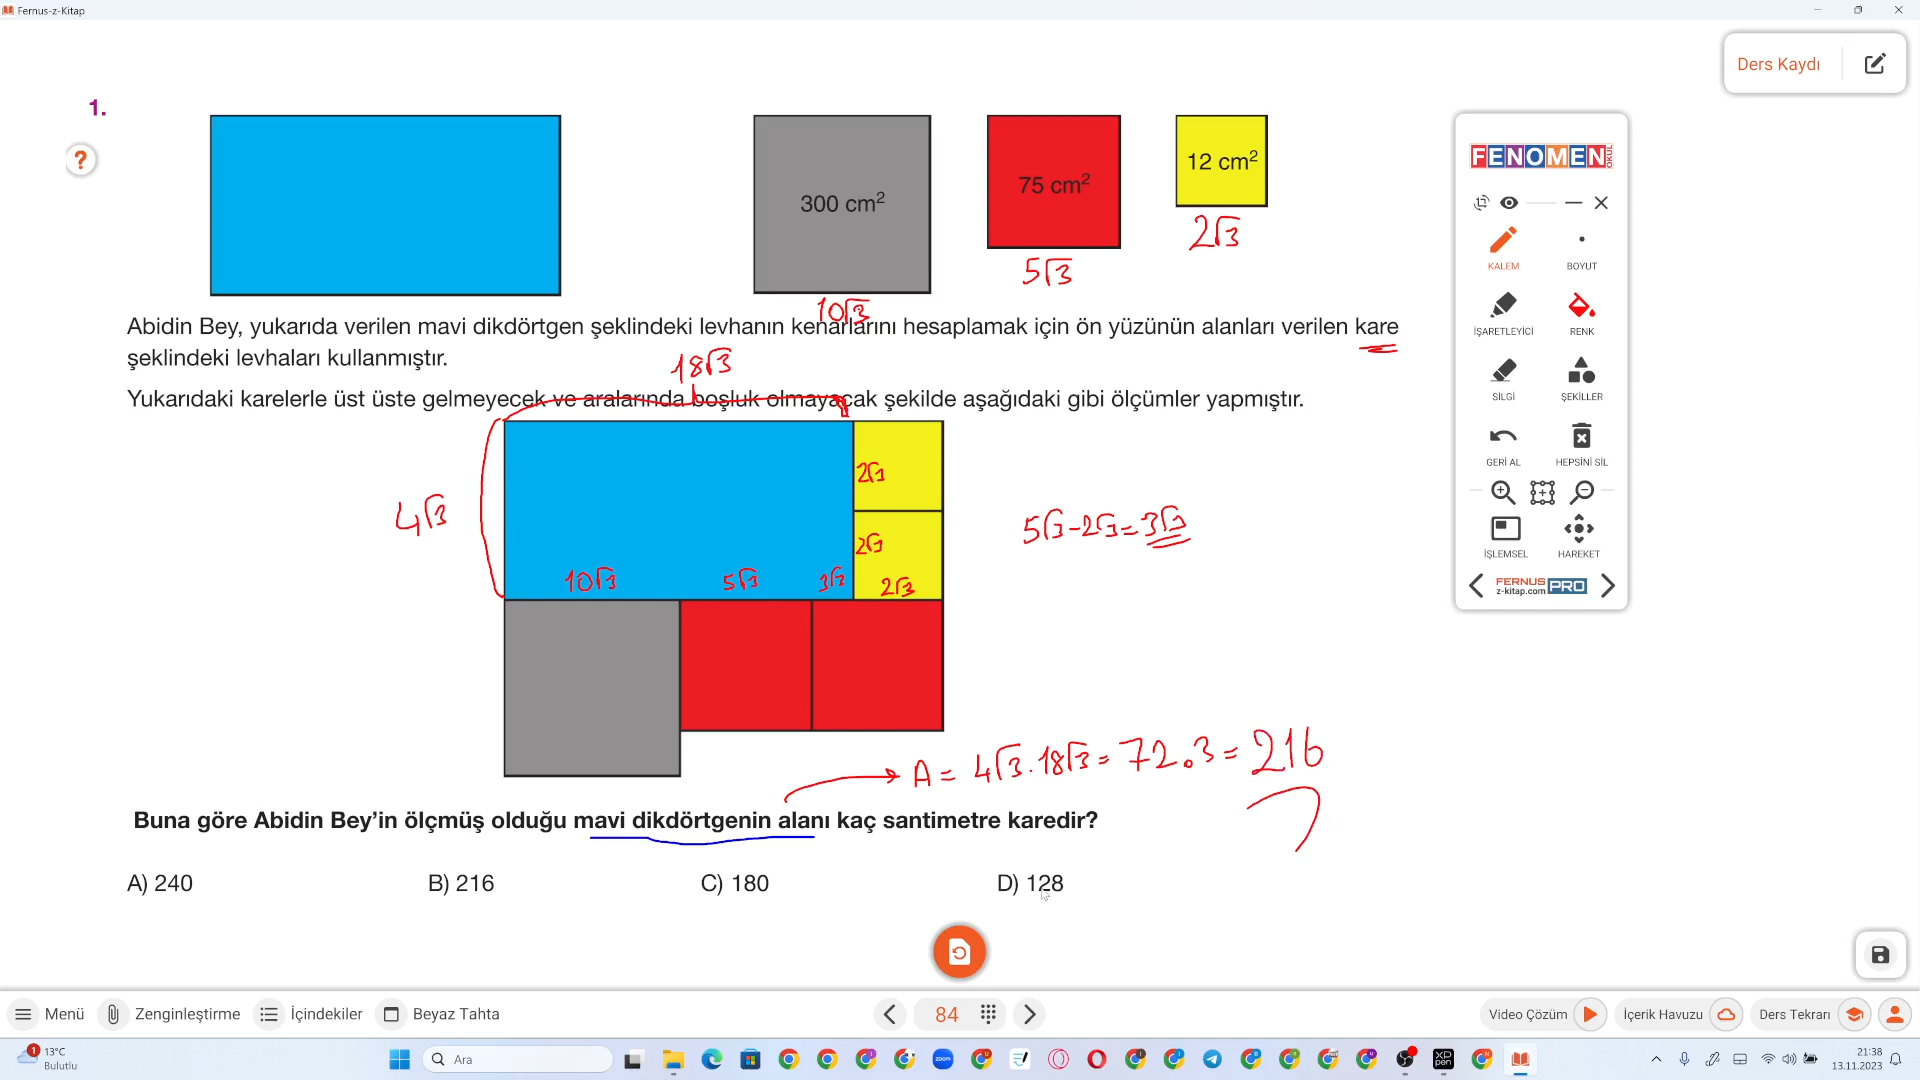 Fernus-z-Kitap
Ders Kaydı
1.
?
300 cm²
75 cm²
12 cm²
10√3
5√3
2√3
Abidin Bey, yukarıda verilen mavi dikdörtgen şeklindeki levhanın kenarlarını hesaplamak için ön yüzünün alanları verilen kare
şeklindeki levhaları kullanmıştır.
18√3
Yukarıdaki karelerle üst üste gelmeyecek ve aralarında boşluk olmayacak şekilde aşağıdaki gibi ölçümler yapmıştır.
4√3
2√3
2√3
10√3 5√3 3√3 2√3
5√3-2√3=3√3
A = 4√3.18√3 = 72.3 = 216
Buna göre Abidin Bey'in ölçmüş olduğu mavi dikdörtgenin alanı kaç santimetre karedir?
A) 240 B) 216 C) 180 D) 128
FENOMEN OKUL
KALEM BOYUT
İŞARETLEYİCİ RENK
SİLGİ ŞEKİLLER
GERİ AL HEPSİNİ SİL
İŞLEMSEL HAREKET
FERNUS z-kitap.com PRO
Menü Zenginleştirme İçindekiler Beyaz Tahta
84
Video Çözüm İçerik Havuzu Ders Tekrarı
1
13°C
Bulutlu
Ara
zoom
XP PEN
21:38
13.11.2023